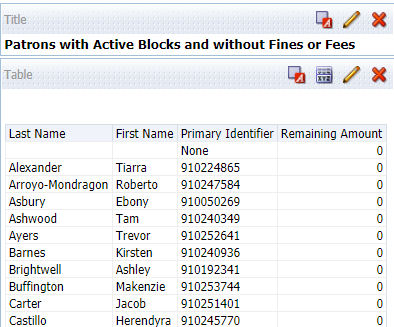 Title
Patrons with Active Blocks and without Fines or Fees
Table
Last Name First Name Primary Identifier Remaining Amount
None 0
Alexander Tiarra 910224865 0
Arroyo-Mondragon Roberto 910247584 0
Asbury Ebony 910050269 0
Ashwood Tam 910240349 0
Ayers Trevor 910252641 0
Barnes Kirsten 910240936 0
Brightwell Ashley 910192341 0
Buffington Makenzie 910253744 0
Carter Jacob 910251401 0
Castillo Herendyra 910245770 0